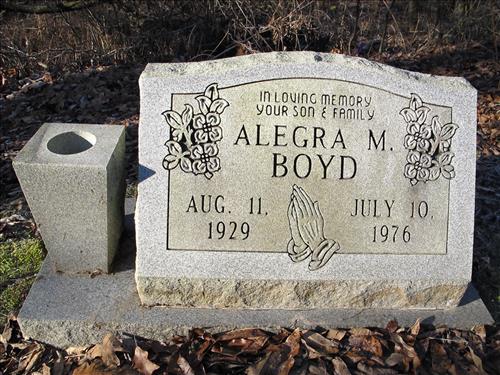 IN LOVING MEMORY
YOUR SON & FAMILY
ALEGRA M.
BOYD
AUG. 11, JULY 10,
1929 1976